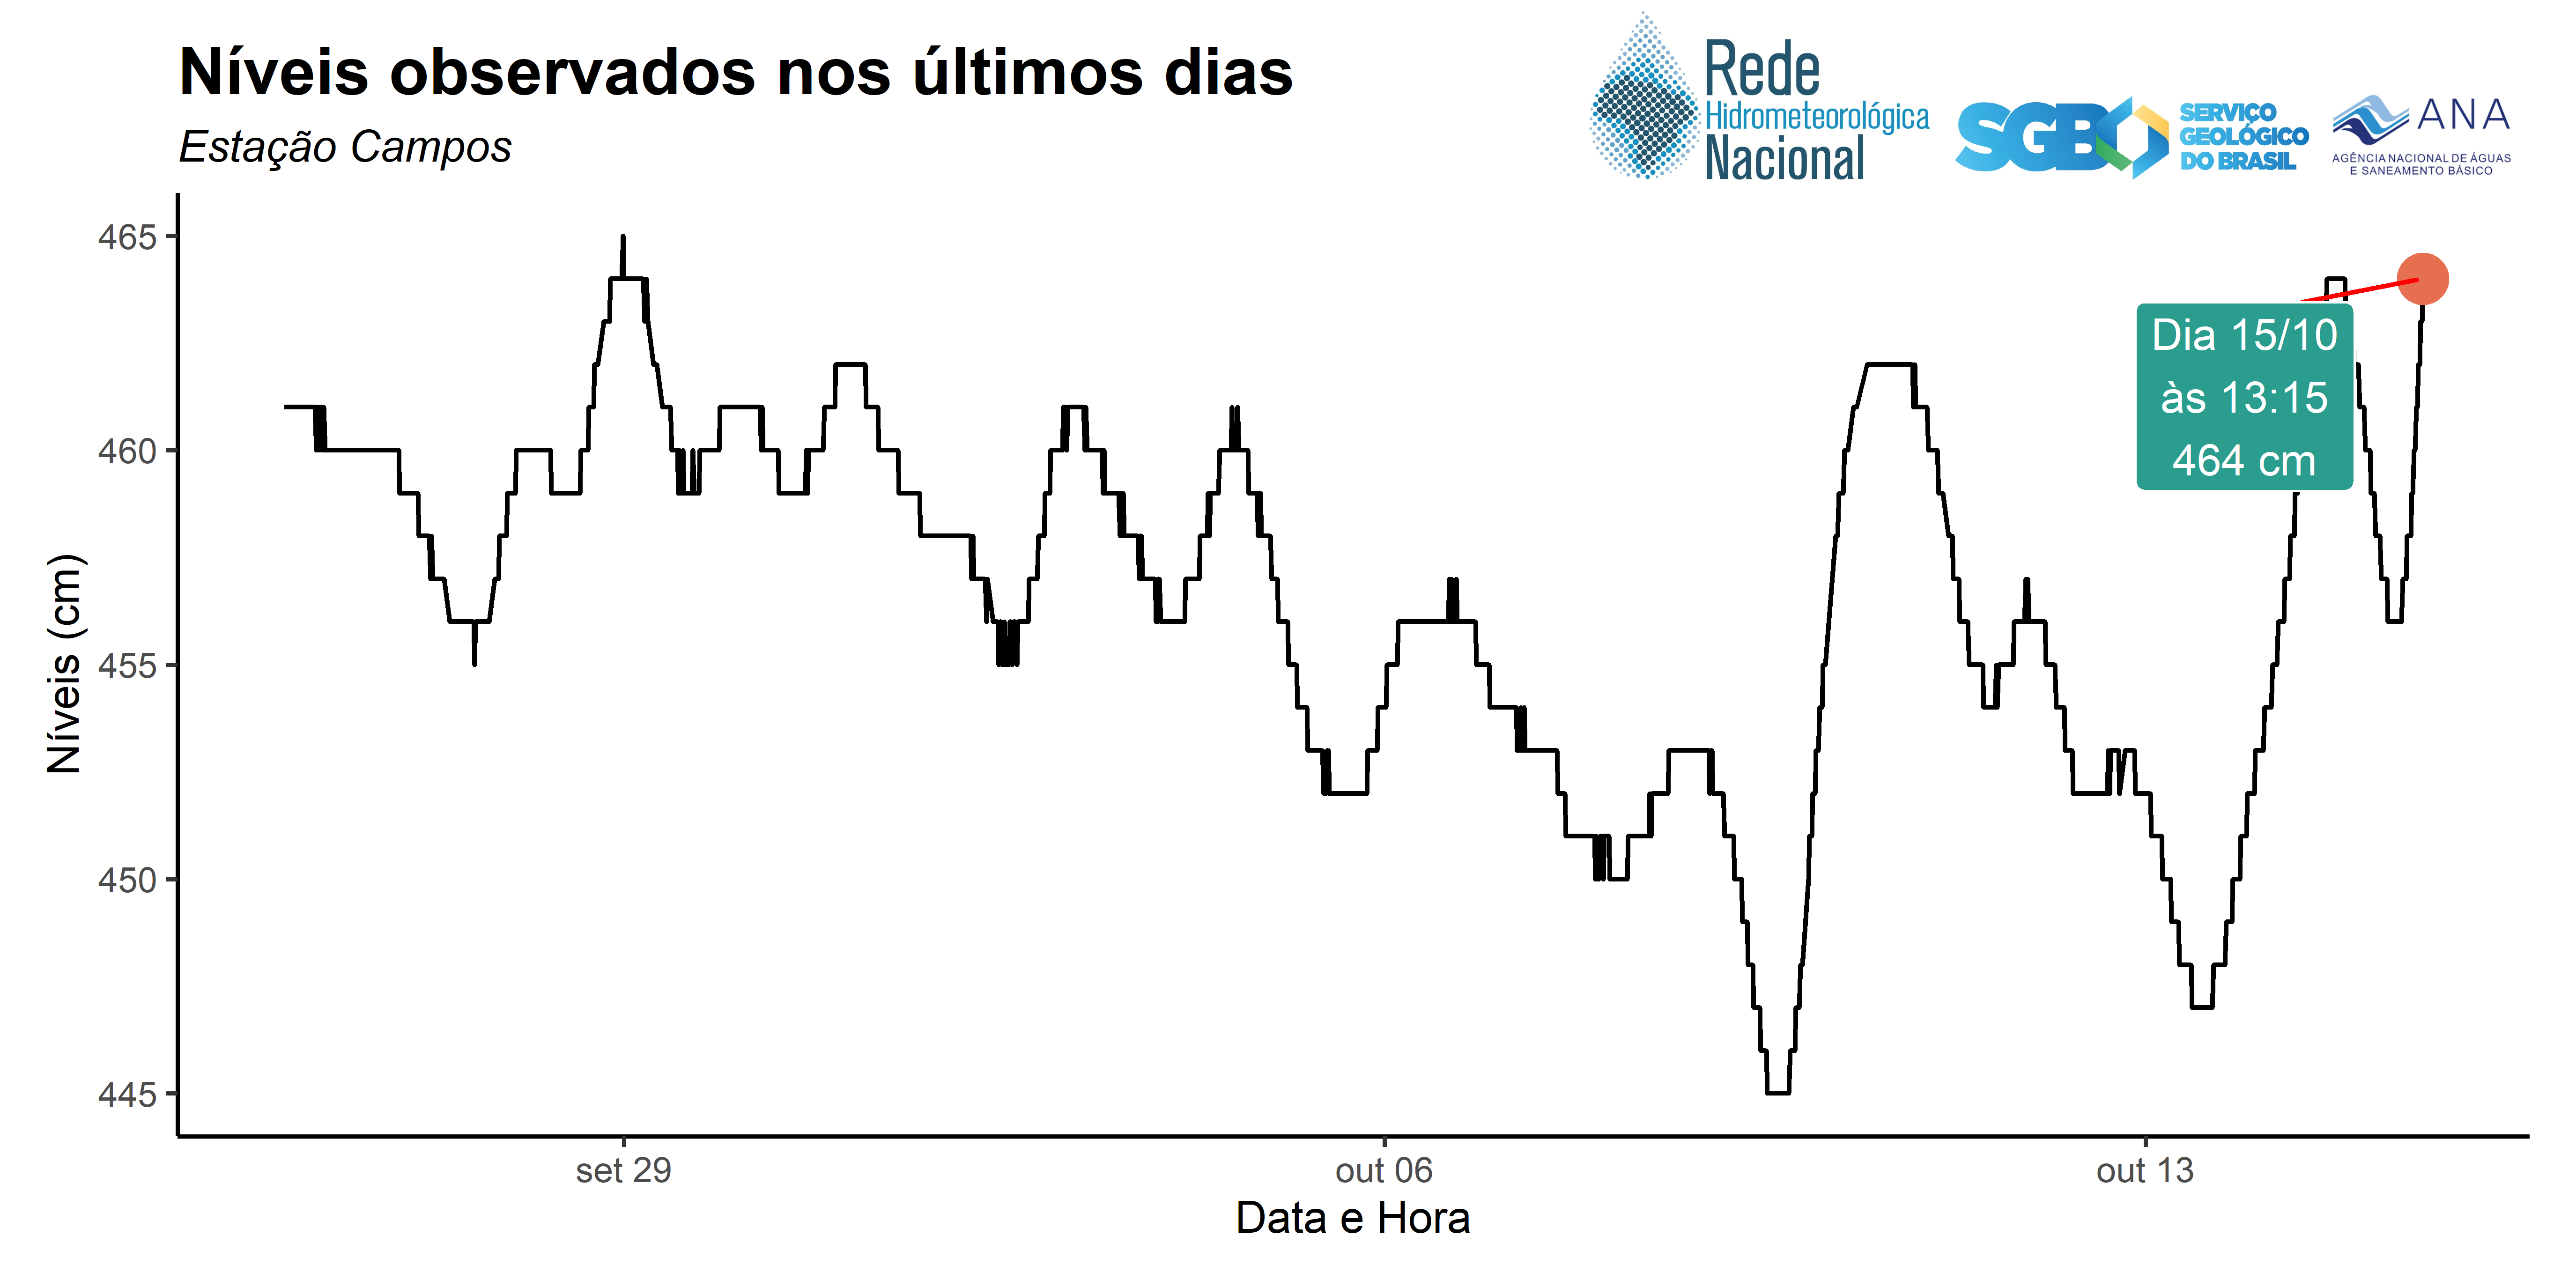 Níveis observados nos últimos dias
Estação Campos
Rede
Hidrometeorológica
Nacional
SGB
SERVIÇO
GEOLÓGICO
DO BRASIL
ANA
AGÊNCIA NACIONAL DE ÁGUAS
E SANEAMENTO BÁSICO
Níveis (cm)
465
460
455
450
445
Dia 15/10
às 13:15
464 cm
set 29
out 06
out 13
Data e Hora